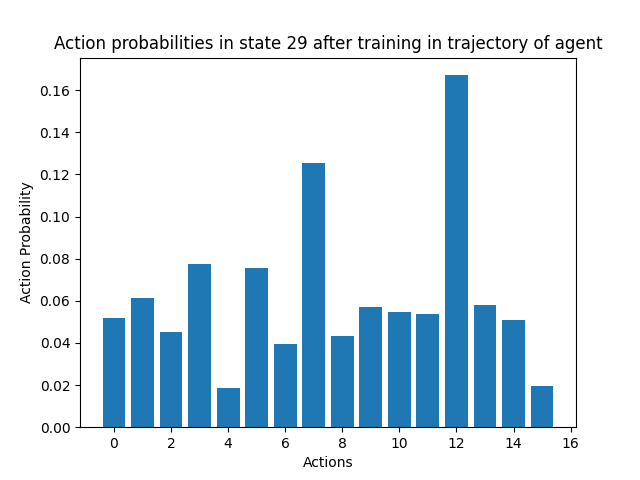 Action probabilities in state 29 after training in trajectory of agent
0.16
0.14
0.12
0.10
0.08
0.06
0.04
0.02
0.00
Action Probability
0 2 4 6 8 10 12 14 16
Actions